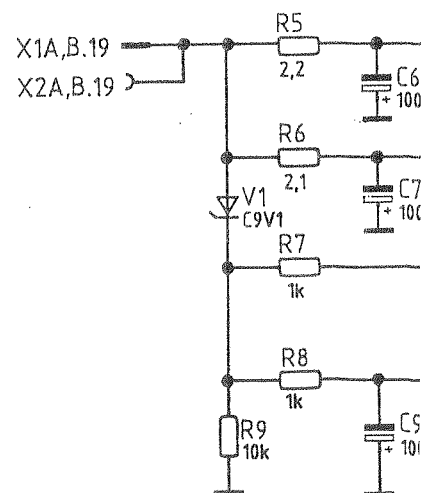 R5
X1A,B.19
2,2
X2A,B.19
C6
+ 100
R6
2,1
C7
+ 100
V1
C9V1
R7
1k
R8
1k
R9
10k
C9
+ 100